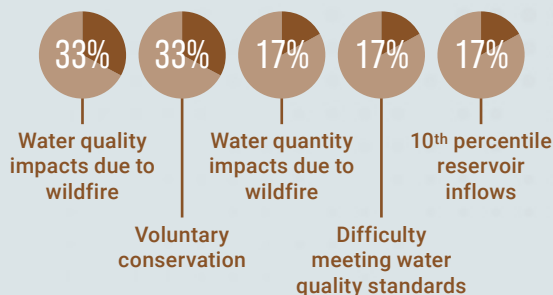 33%
33%
17%
17%
17%
Water quality
impacts due to
wildfire
Voluntary
conservation
Water quantity
impacts due to
wildfire
Difficulty
meeting water
quality standards
10th percentile
reservoir
inflows